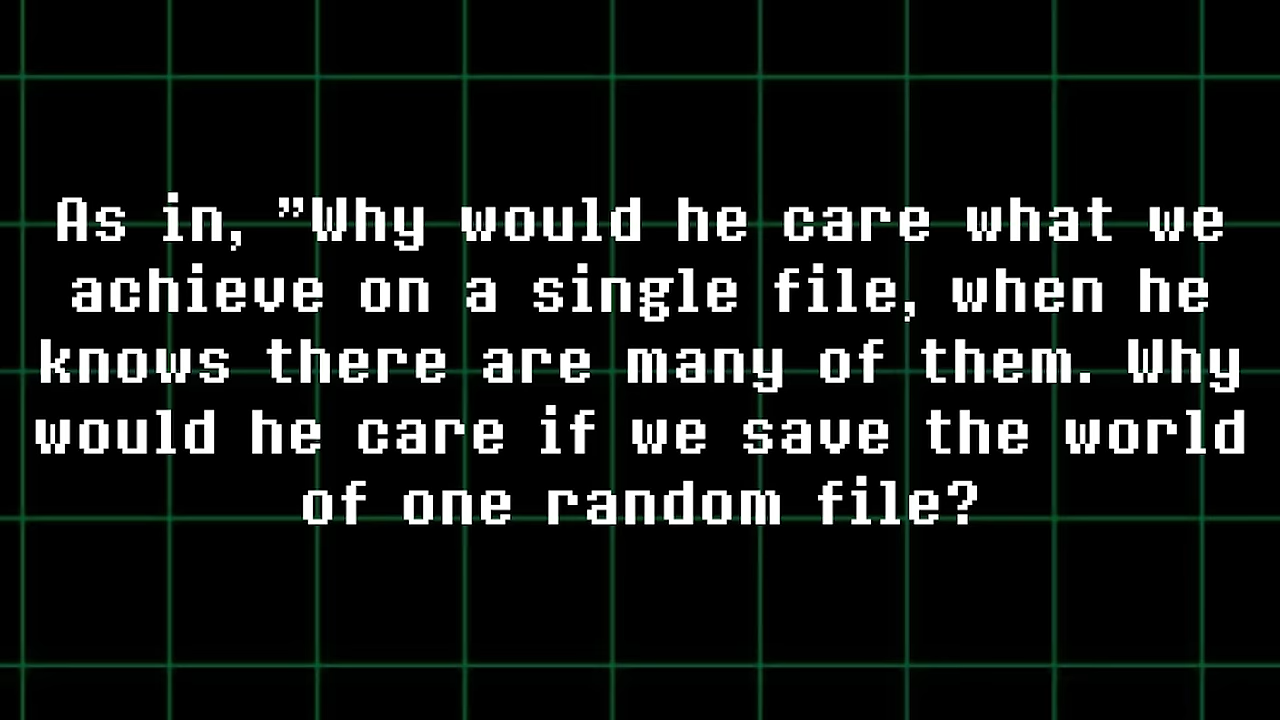 As in, ”Why would he care what we
achieve on a single file, when he
knows there are many of them. Why
would he care if we save the world
of one random file?